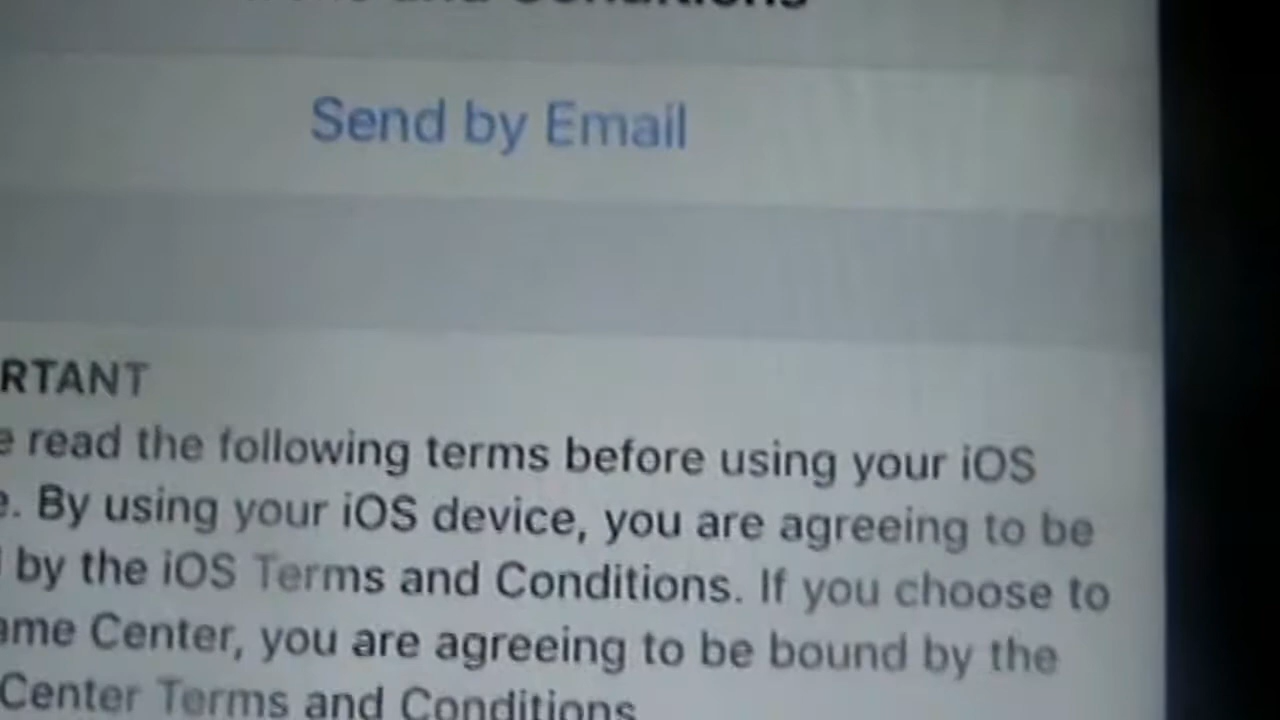 and Conditions
Send by Email
RTANT
e read the following terms before using your iOS
e. By using your iOS device, you are agreeing to be
by the iOS Terms and Conditions. If you choose to
ame Center, you are agreeing to be bound by the
Center Terms and Conditions